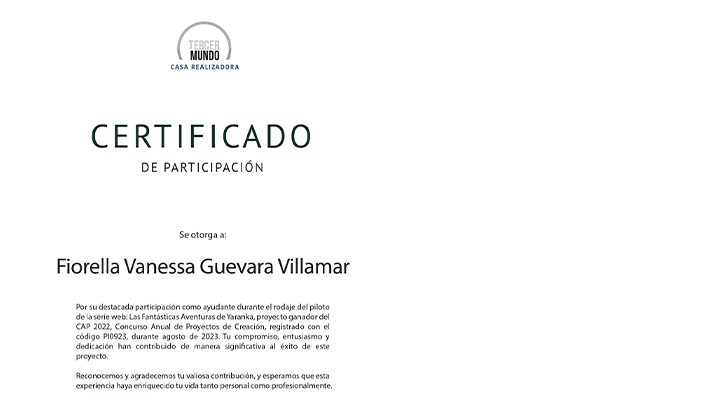 TERCER
MUNDO
CASA REALIZADORA
CERTIFICADO
DE PARTICIPACIÓN
Se otorga a:
Fiorella Vanessa Guevara Villamar
Por su destacada participación como ayudante durante el rodaje del piloto
de la serie web: Las Fantásticas Aventuras de Yaranka, proyecto ganador del
CAP 2022, Concurso Anual de Proyectos de Creación, registrado con el
código PI0923, durante agosto de 2023. Tu compromiso, entusiasmo y
dedicación han contribuido de manera significativa al éxito de este
proyecto.
Reconocemos y agradecemos tu valiosa contribución, y esperamos que esta
experiencia haya enriquecido tu vida tanto personal como profesionalmente.